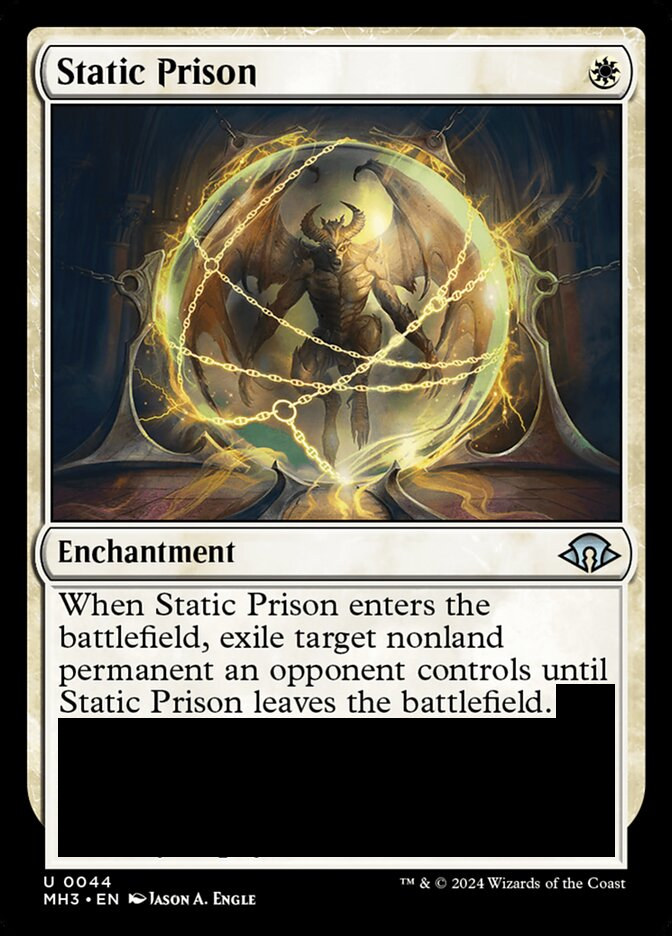 Static Prison
Enchantment
When Static Prison enters the
battlefield, exile target nonland
permanent an opponent controls until
Static Prison leaves the battlefield.
U 0044
MH3 • EN Jason A. Engle
™ & © 2024 Wizards of the Coast